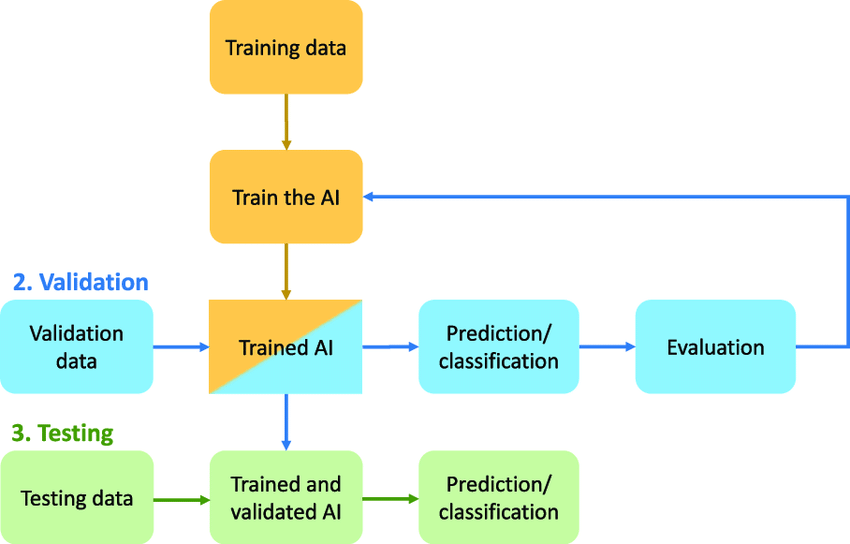 Training data
Train the AI
2. Validation
Validation
data
Trained AI
Prediction/
classification
Evaluation
3. Testing
Testing data
Trained and
validated AI
Prediction/
classification